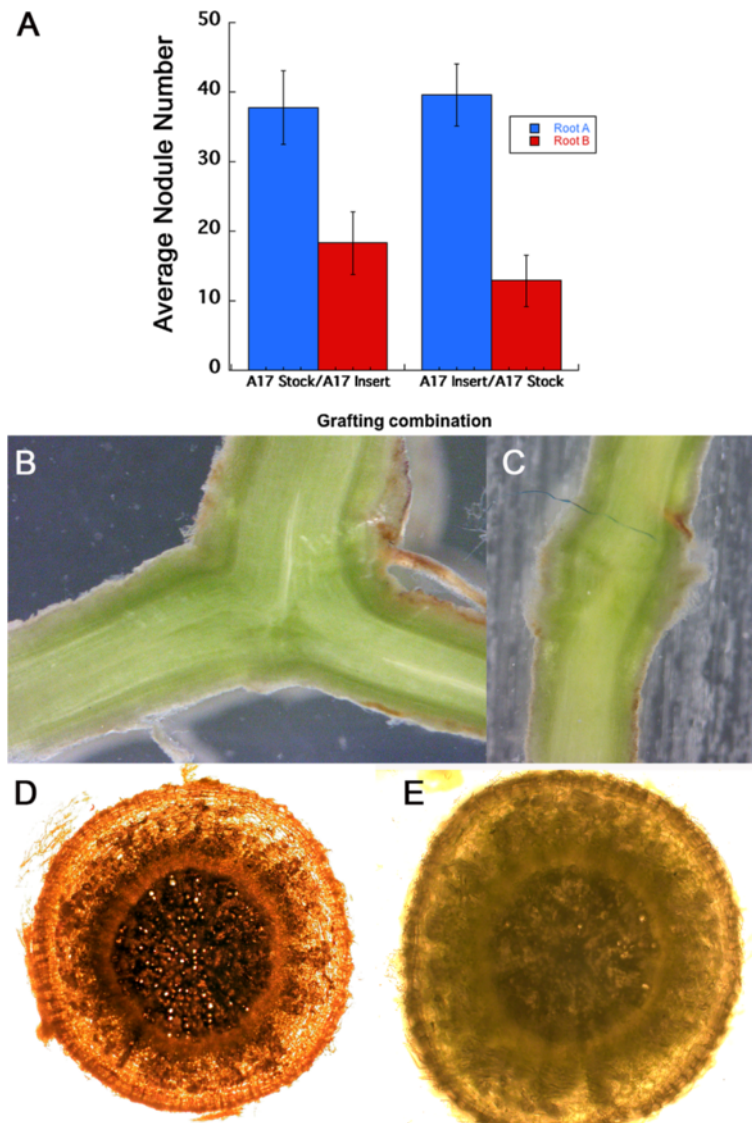 A
Average Nodule Number
50
40
30
20
10
0
Root A
Root B
A17 Stock/A17 Insert
A17 Insert/A17 Stock
Grafting combination
B
C
D
E